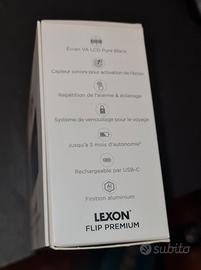 Écran VA LCD Pure Black
Capteur sonore pour activation de l'écran
Répétition de l'alarme & éclairage
Système de verrouillage pour le voyage
jusqu'à 3 mois d'autonomie*
Rechargeable par USB-C
Al
Finition aluminium
LEXON
FLIP PREMIUM
subito